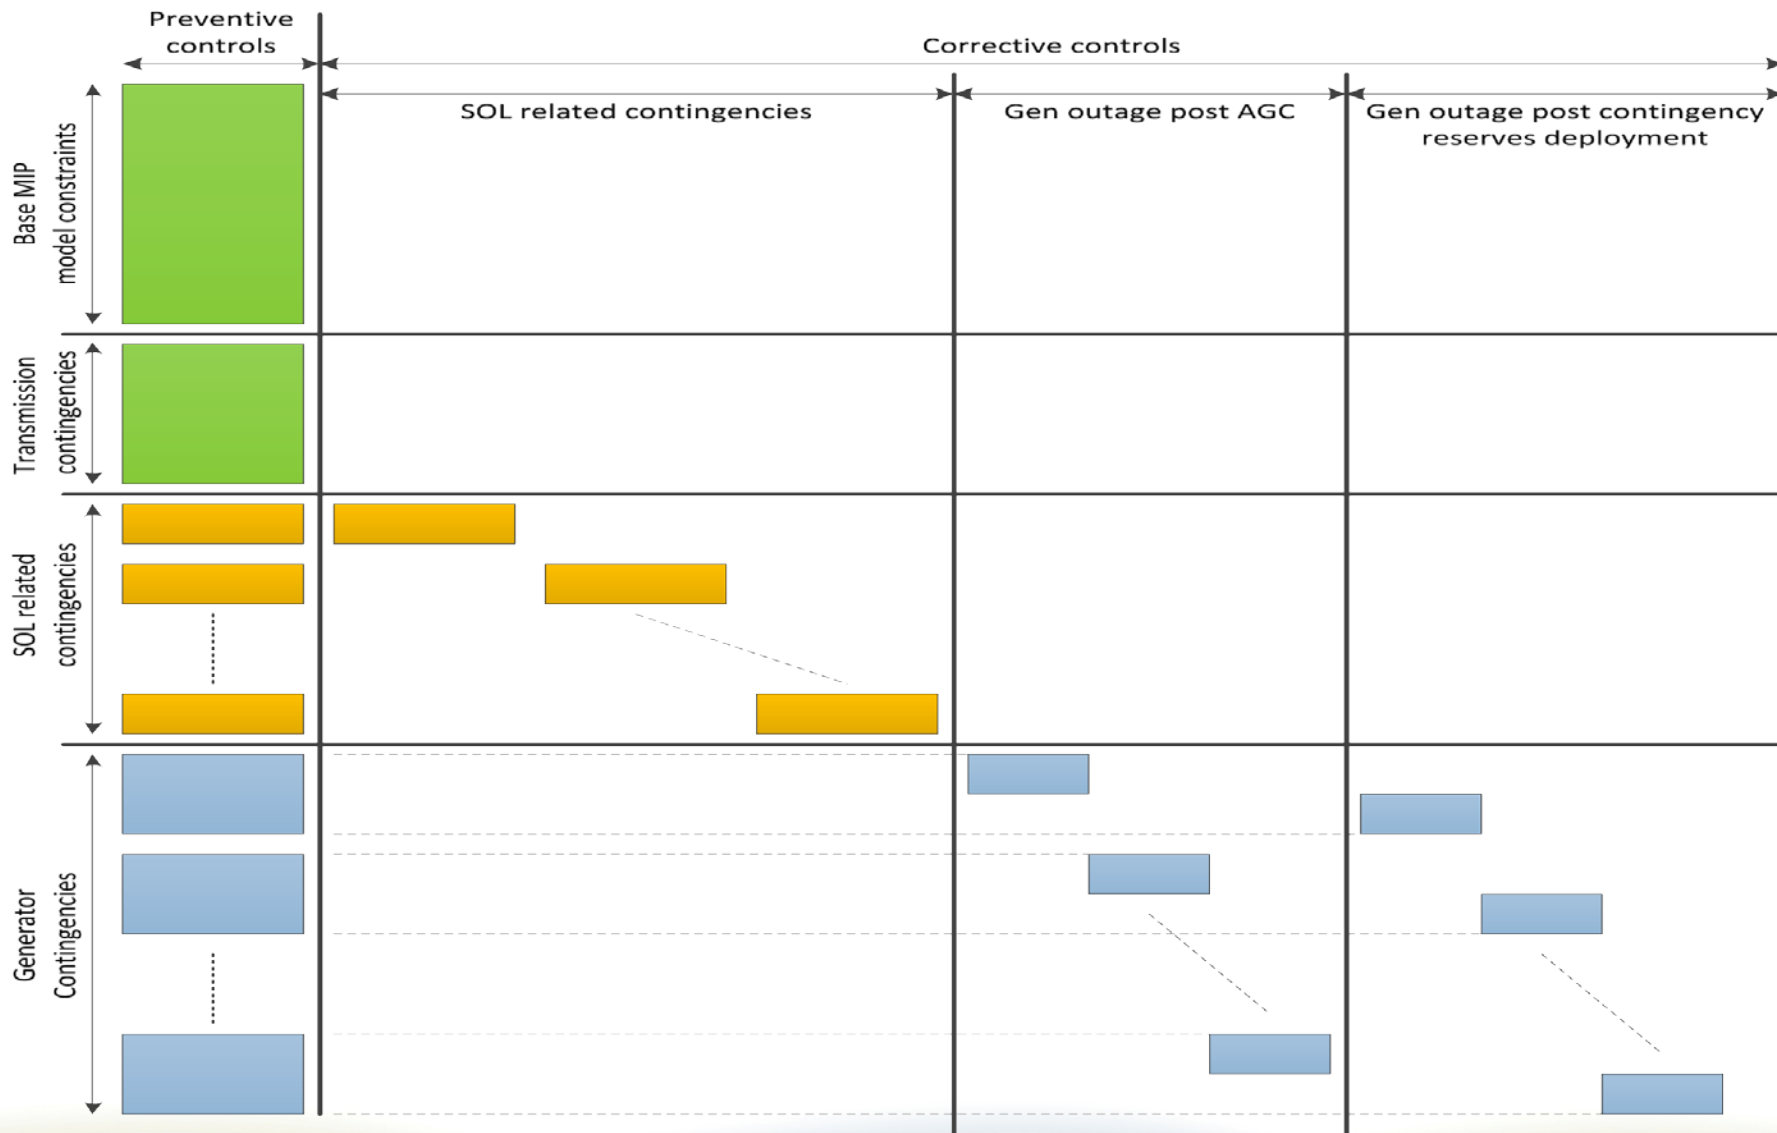 Preventive
controls
Corrective controls
SOL related contingencies
Gen outage post AGC
Gen outage post contingency
reserves deployment
Base MIP
model constraints
Transmission
contingencies
SOL related
contingencies
Generator
Contingencies